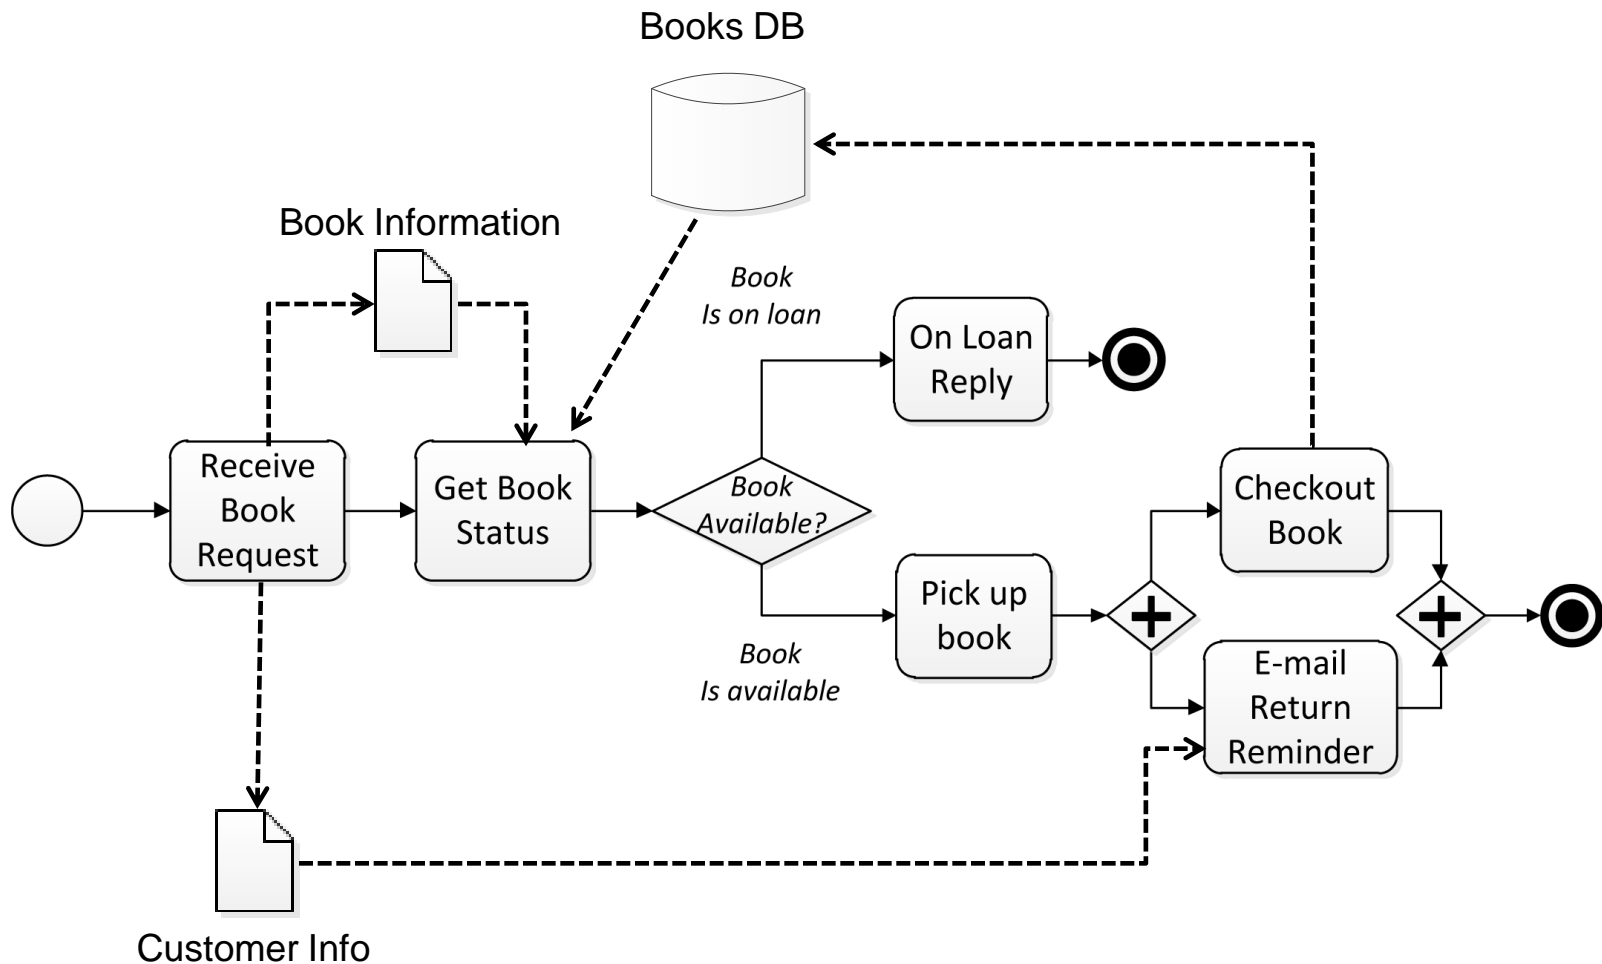 Books DB
Book Information
Book
Is on loan
On Loan
Reply
Receive
Book
Request
Get Book
Status
Book
Available?
Checkout
Book
Pick up
book
Book
Is available
E-mail
Return
Reminder
Customer Info